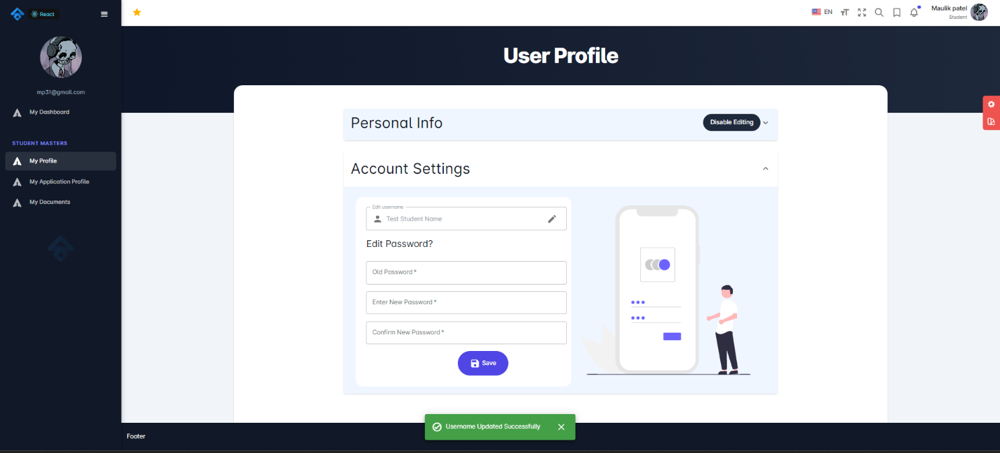 React
EN
Maulik patel
Student
User Profile
mp31@gmail.com
My Dashboard
STUDENT MASTERS
My Profile
My Application Profile
My Documents
Personal Info
Disable Editing
Account Settings
Edit username
Test Student Name
Edit Password?
Old Password *
Enter New Password *
Confirm New Password *
Save
Username Updated Successfully
Footer